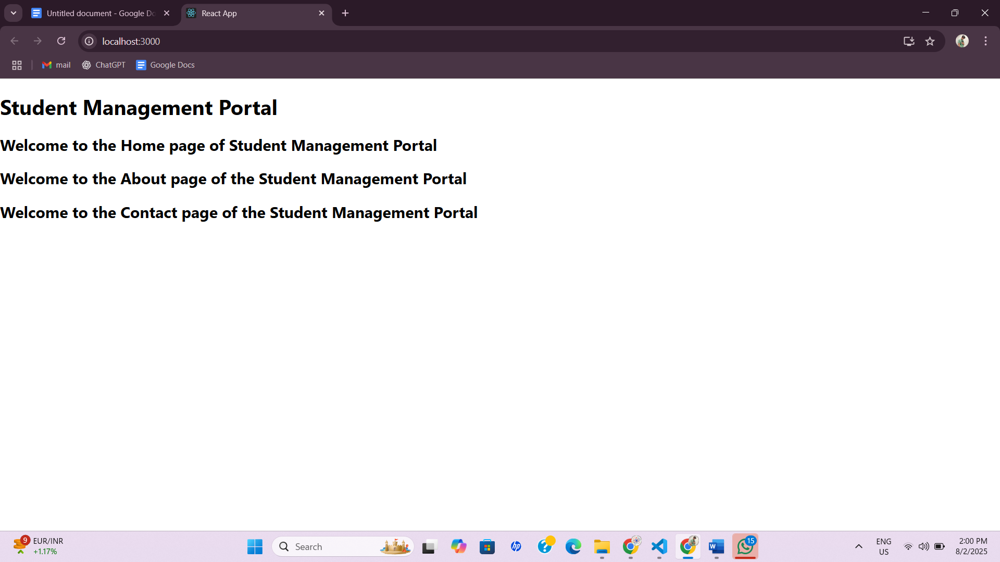 Untitled document - Google Do
React App
localhost:3000
mail
ChatGPT
Google Docs
Student Management Portal
Welcome to the Home page of Student Management Portal
Welcome to the About page of the Student Management Portal
Welcome to the Contact page of the Student Management Portal
9
EUR/INR
+1.17%
Search
hp
W
15
ENG
US
2:00 PM
8/2/2025